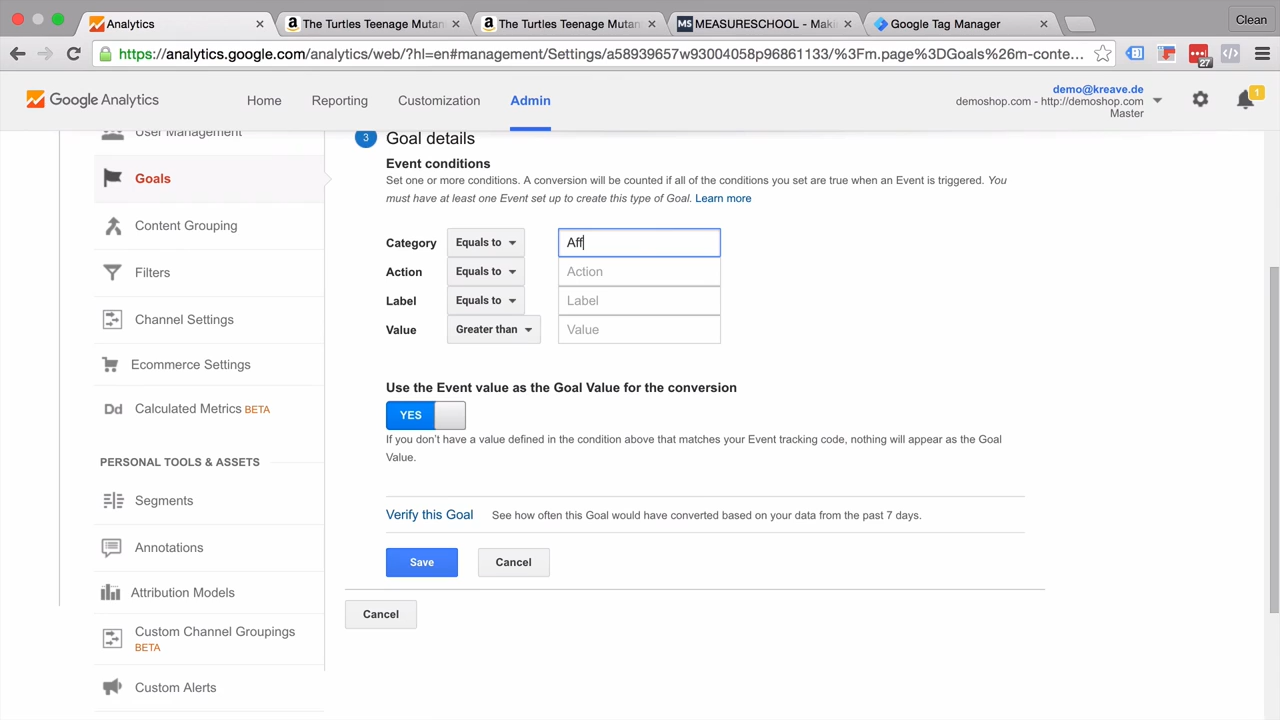 Analytics
The Turtles Teenage Mutan
The Turtles Teenage Mutan
MS MEASURESCHOOL - Maki
Google Tag Manager
Clean
https://analytics.google.com/analytics/web/?hl=en#management/Settings/a58939657w93004058p96861133/%3Fm.page%3DGoals%26m-conte...
27
Google Analytics
Home
Reporting
Customization
Admin
demo@kreave.de
demoshop.com - http://demoshop.com
Master
1
User Management
Goals
Content Grouping
Filters
Channel Settings
Ecommerce Settings
Dd Calculated Metrics BETA
PERSONAL TOOLS & ASSETS
Segments
Annotations
Attribution Models
Custom Channel Groupings
BETA
Custom Alerts
3 Goal details
Event conditions
Set one or more conditions. A conversion will be counted if all of the conditions you set are true when an Event is triggered. You
must have at least one Event set up to create this type of Goal. Learn more
Category Equals to Aff
Action Equals to Action
Label Equals to Label
Value Greater than Value
Use the Event value as the Goal Value for the conversion
YES
If you don't have a value defined in the condition above that matches your Event tracking code, nothing will appear as the Goal
Value.
Verify this Goal See how often this Goal would have converted based on your data from the past 7 days.
Save Cancel
Cancel